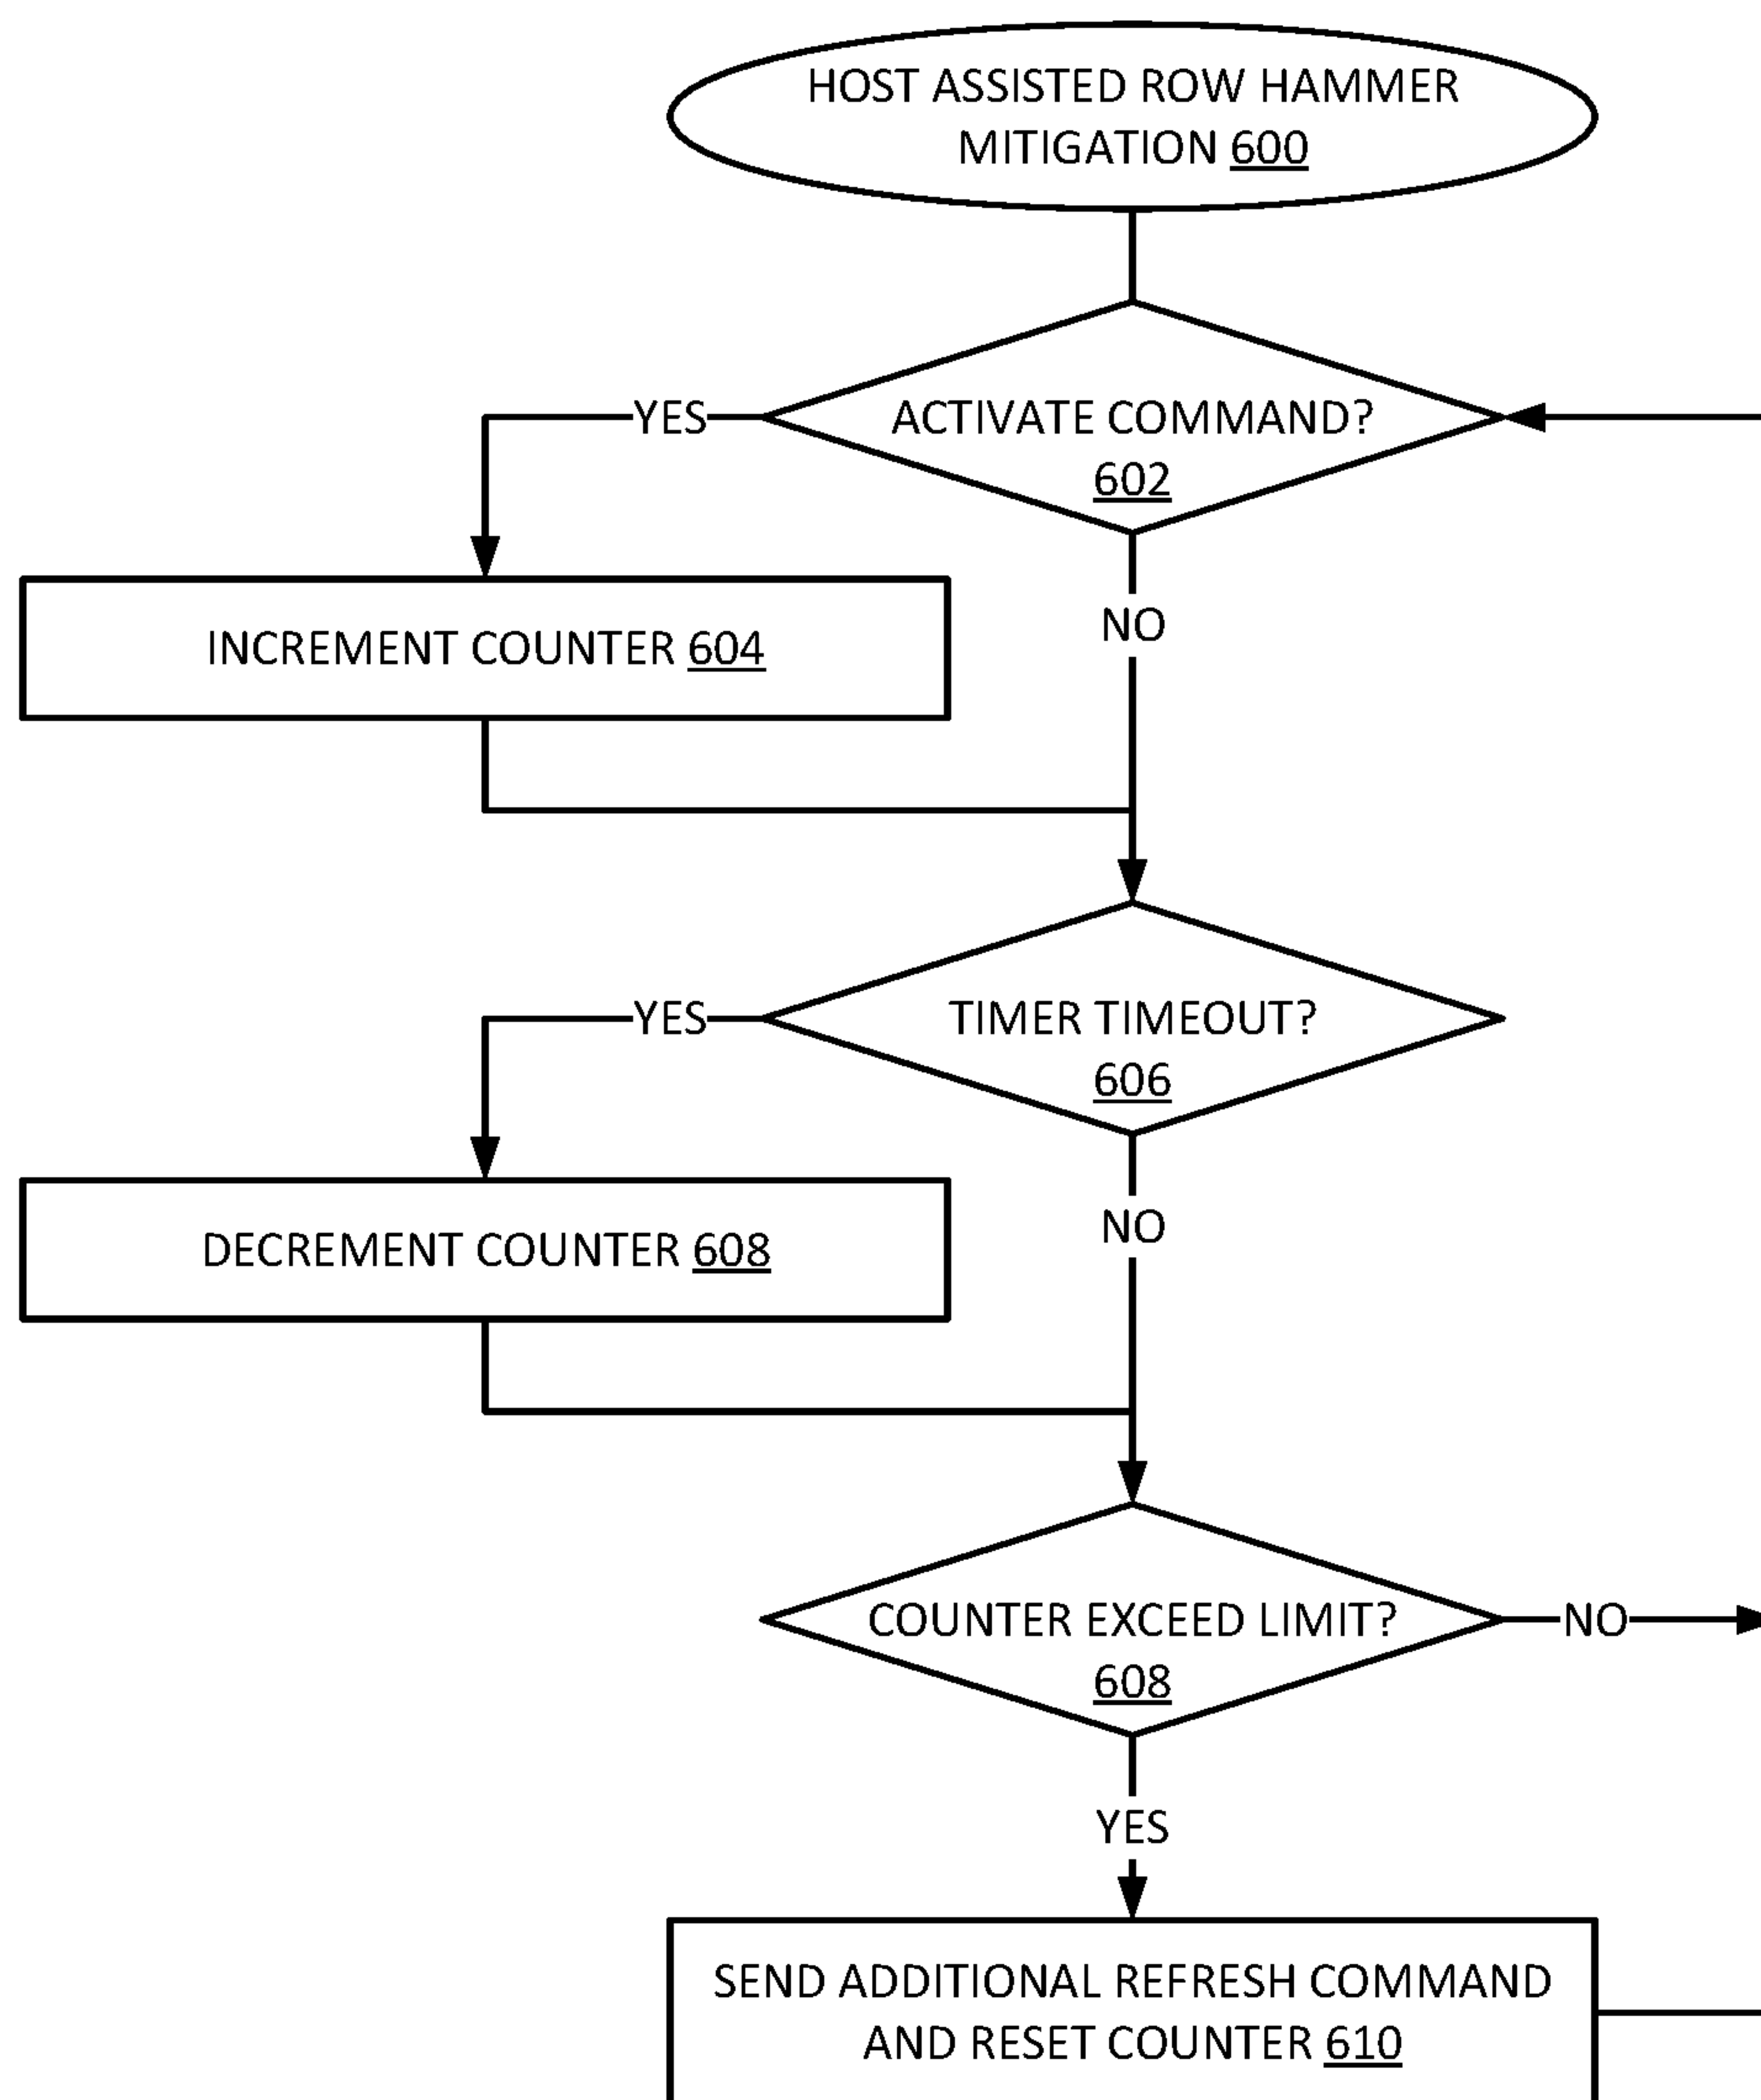 HOST ASSISTED ROW HAMMER
MITIGATION 600
YES
ACTIVATE COMMAND?
602
NO
INCREMENT COUNTER 604
YES
TIMER TIMEOUT?
606
NO
DECREMENT COUNTER 608
COUNTER EXCEED LIMIT?
608
NO
YES
SEND ADDITIONAL REFRESH COMMAND
AND RESET COUNTER 610